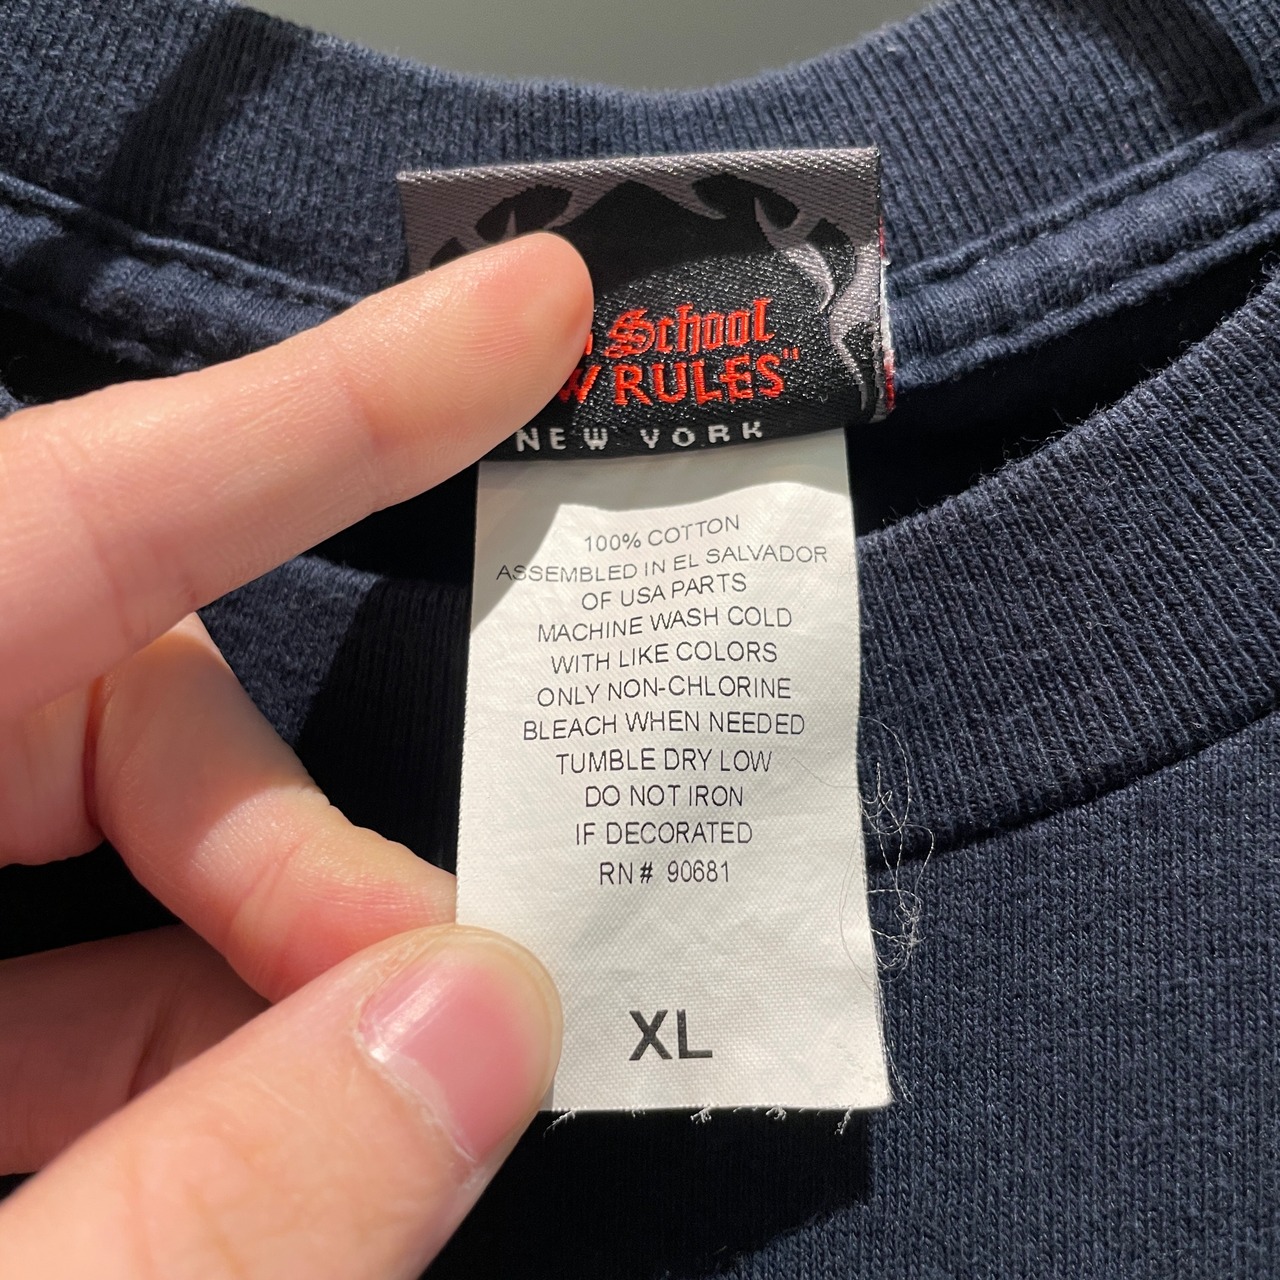 School
W RULES"
NEW YORK
100% COTTON
ASSEMBLED IN EL SALVADOR
OF USA PARTS
MACHINE WASH COLD
WITH LIKE COLORS
ONLY NON-CHLORINE
BLEACH WHEN NEEDED
TUMBLE DRY LOW
DO NOT IRON
IF DECORATED
RN# 90681
XL